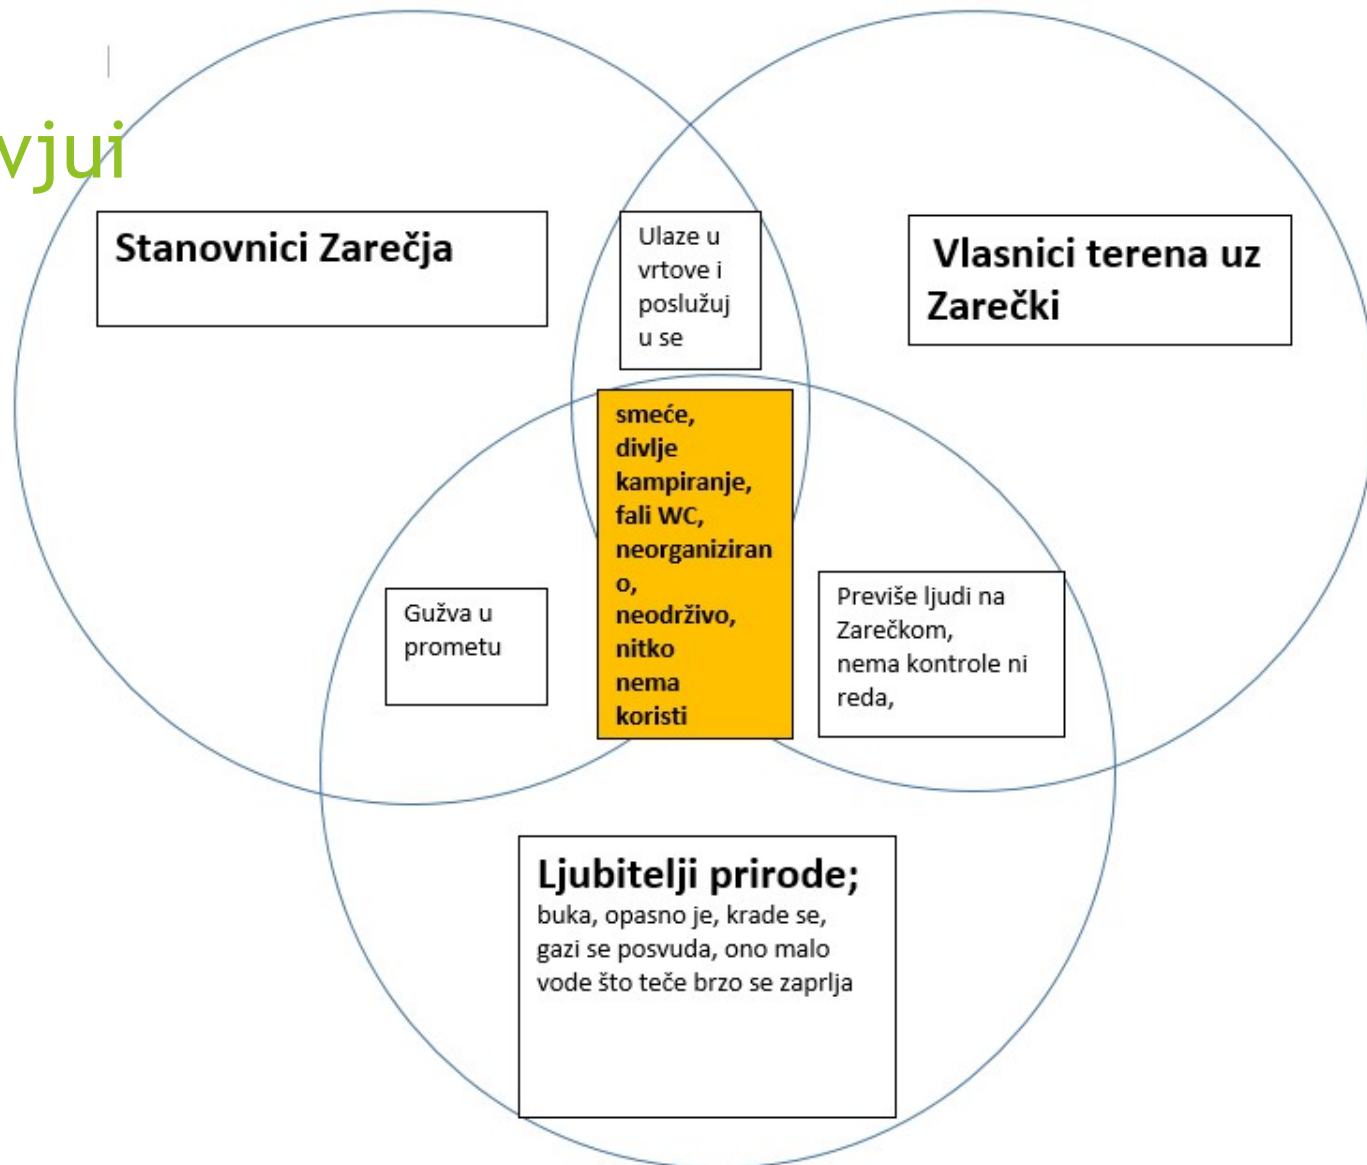 vjui
Stanovnici Zarečja
Ulaze u
vrtove i
poslužuj
u se
Vlasnici terena uz
Zarečki
smeće,
divlje
kampiranje,
fali WC,
neorganiziran
o,
neodrživo,
nitko
nema
koristi
Gužva u
prometu
Previše ljudi na
Zarečkom,
nema kontrole ni
reda,
Ljubitelji prirode;
buka, opasno je, krade se,
gazi se posvuda, ono malo
vode što teče brzo se zaprlja